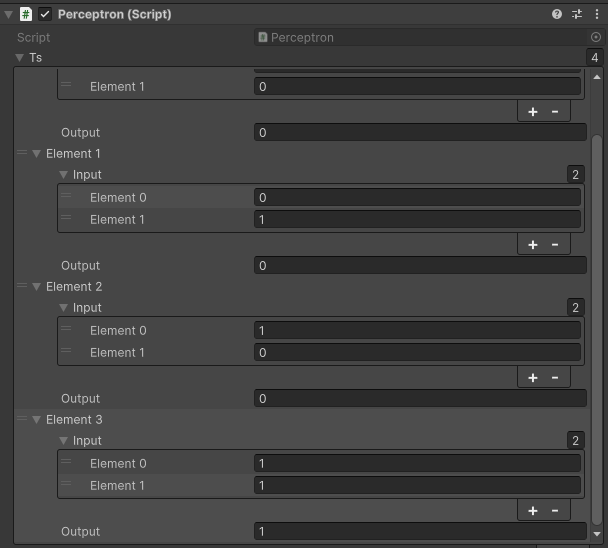 Perceptron (Script)
Script Perceptron
Ts 4
Element 1 0
+ -
Output 0
Element 1
Input 2
Element 0 0
Element 1 1
+ -
Output 0
Element 2
Input 2
Element 0 1
Element 1 0
+ -
Output 0
Element 3
Input 2
Element 0 1
Element 1 1
+ -
Output 1